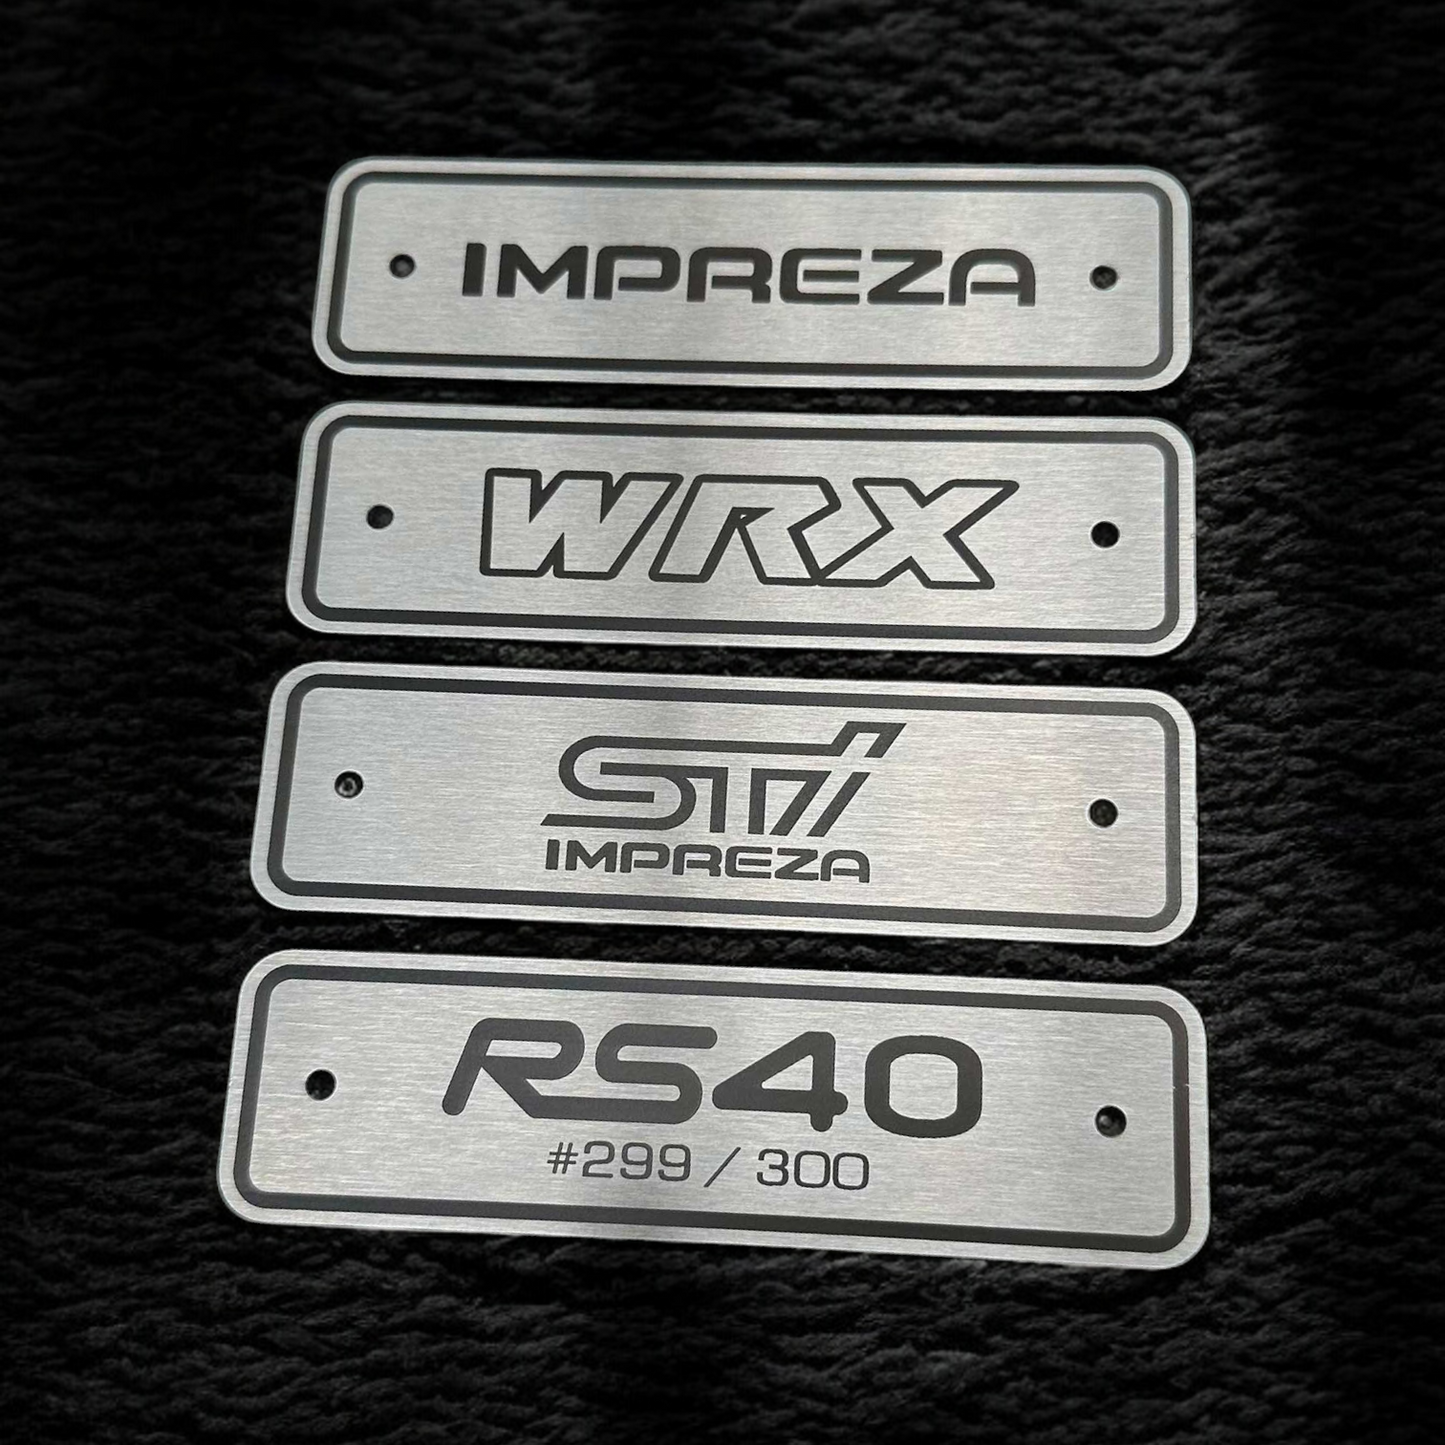 IMPREZA
WRX
STi
IMPREZA
RS40
#299 / 300